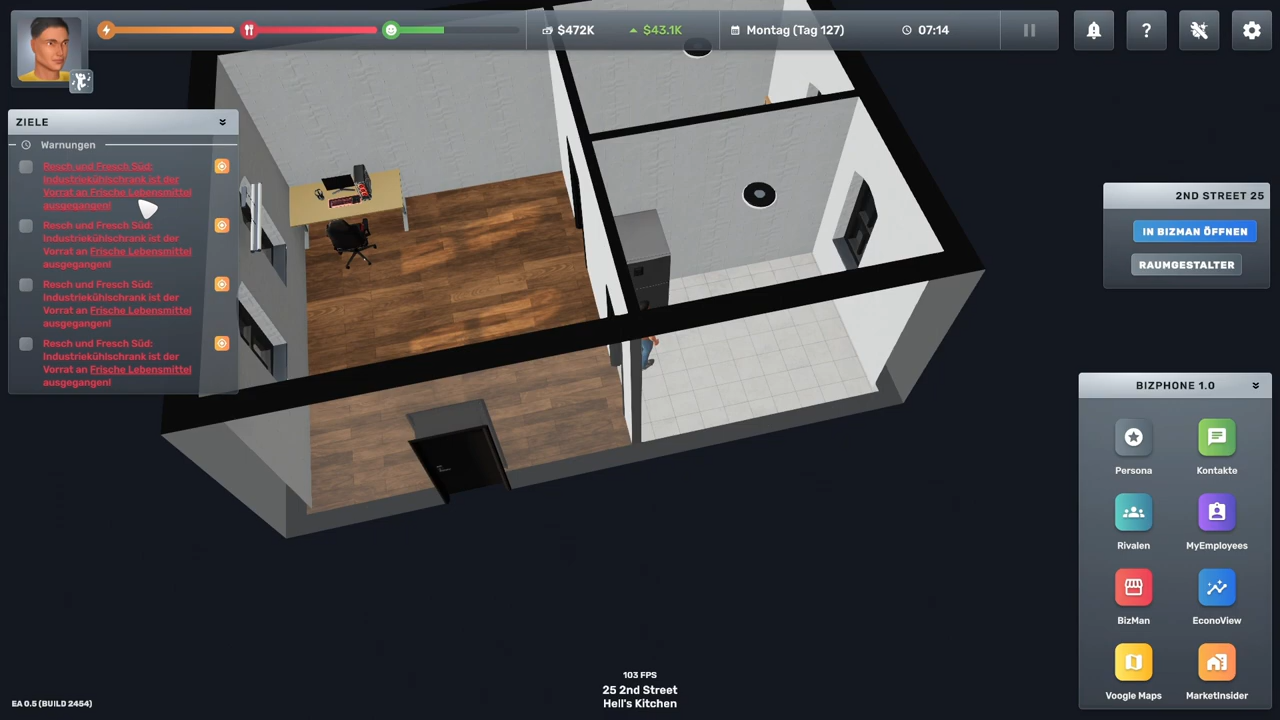 $472K
$43.1K
Montag (Tag 127)
07:14
ZIELE
Warnungen
Resch und Fresch Süd:
Industriekühlschrank ist der
Vorrat an Frische Lebensmittel
ausgegangen!
Resch und Fresch Süd:
Industriekühlschrank ist der
Vorrat an Frische Lebensmittel
ausgegangen!
Resch und Fresch Süd:
Industriekühlschrank ist der
Vorrat an Frische Lebensmittel
ausgegangen!
Resch und Fresch Süd:
Industriekühlschrank ist der
Vorrat an Frische Lebensmittel
ausgegangen!
2ND STREET 25
IN BIZMAN ÖFFNEN
RAUMGESTALTER
BIZPHONE 1.0
Persona
Kontakte
Rivalen
MyEmployees
BizMan
EconoView
Voogle Maps
MarketInsider
103 FPS
25 2nd Street
Hell's Kitchen
EA 0.5 (BUILD 2454)